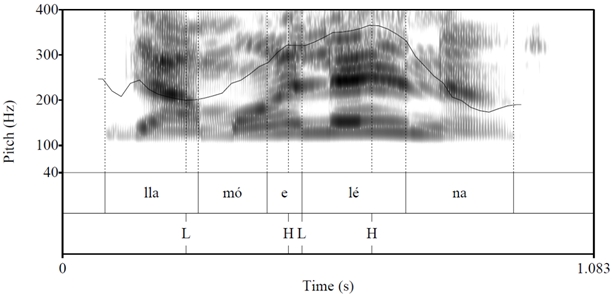 400
300
200
100
40
Pitch (Hz)
lla mó e lé na
L H L H
0 1.083
Time (s)